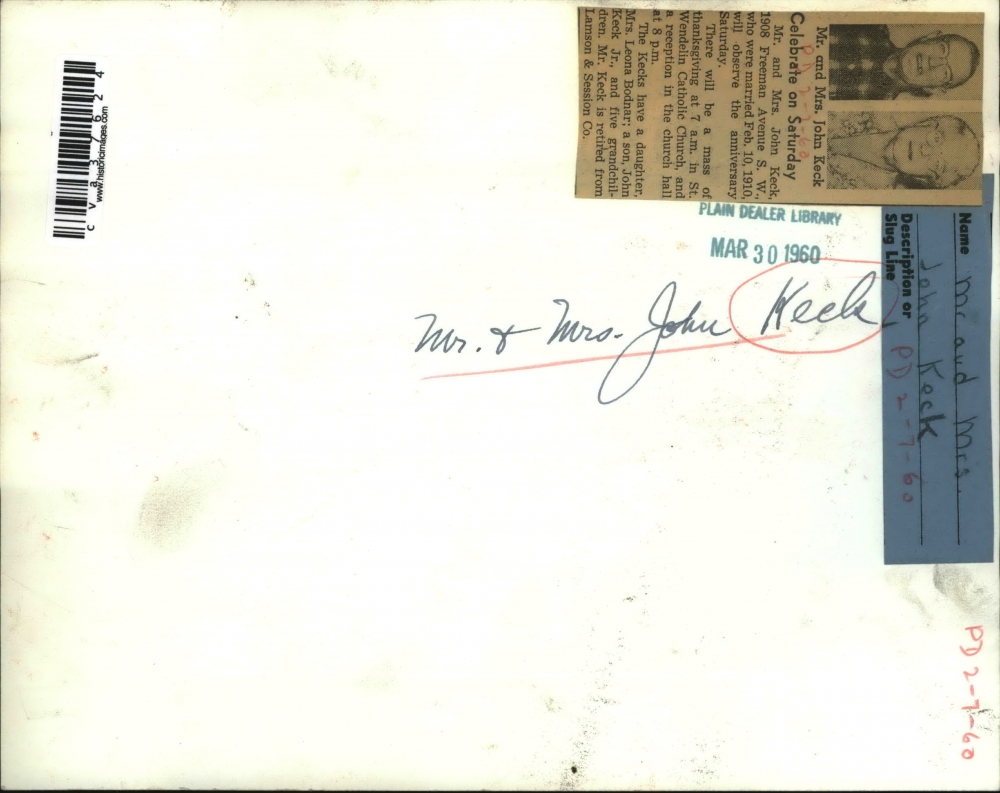 Mr. and Mrs. John Keck
Celebrate on Saturday
PD 2-7-60
Mr. and Mrs. John Keck,
1908 Freeman Avenue S. W.,
who were married Feb. 10, 1910,
will observe the anniversary
Saturday.
There will be a mass of
thanksgiving at 7 a.m. in St.
Wendelin Catholic Church, and
a reception in the church hall
at 8 p.m.
The Kecks have a daughter,
Mrs. Leona Bodnar; a son, John
Keck Jr., and five grandchil-
dren. Mr. Keck is retired from
Lamson & Session Co.
PLAIN DEALER LIBRARY
MAR 30 1960
Mr. & Mrs. John Keck
Name Mr. and Mrs.
John Keck
Description or
Slug Line PD 2-7-60
PD 2-7-60
cva37624
www.historicimages.com